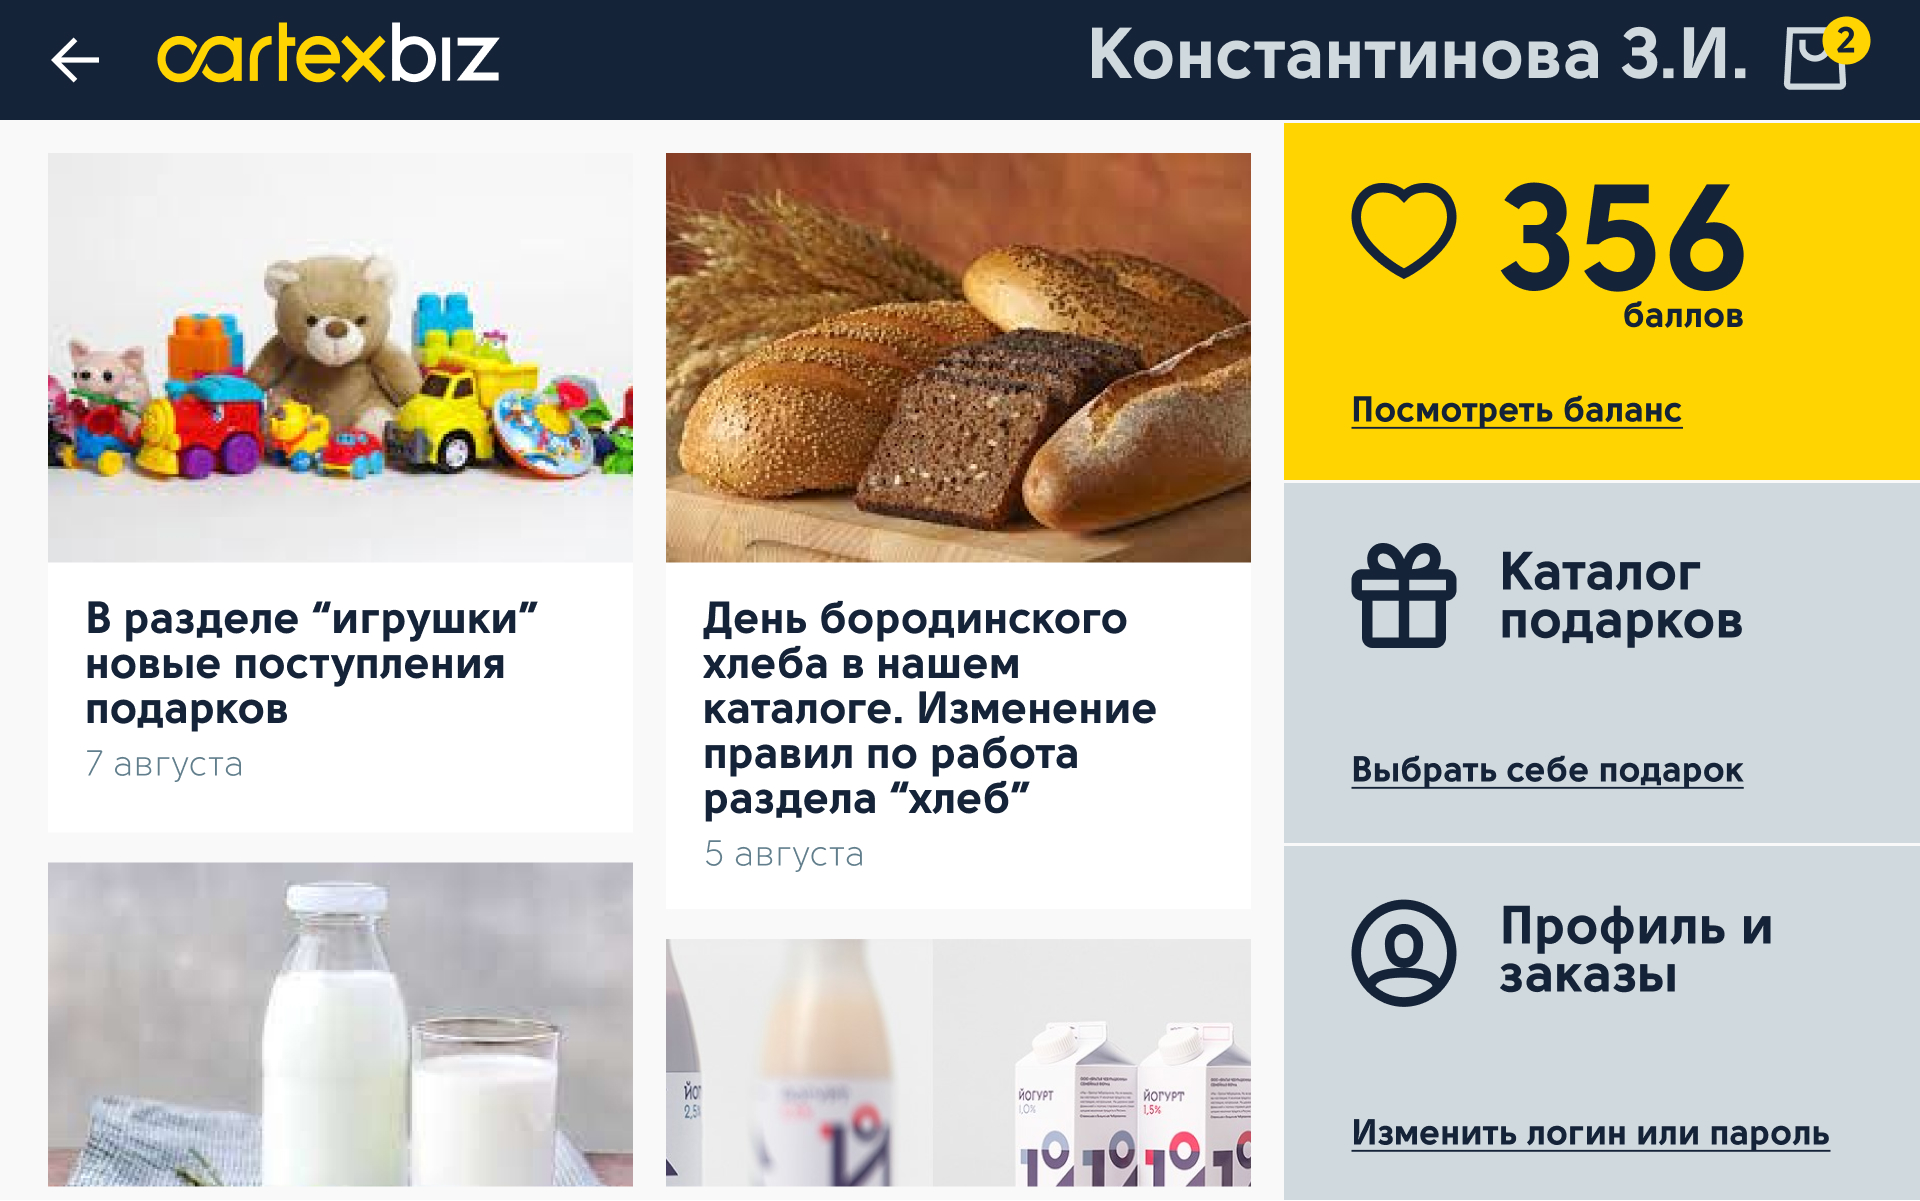 cartexbiz
Константинова З.И.
2
356
баллов
Посмотреть баланс
В разделе “игрушки”
новые поступления
подарков
7 августа
День бородинского
хлеба в нашем
каталоге. Изменение
правил по работа
раздела “хлеб”
5 августа
Каталог
подарков
Выбрать себе подарок
Профиль и
заказы
Изменить логин или пароль
ЙОГУРТ
1,0%
ЙОГУРТ
1,5%